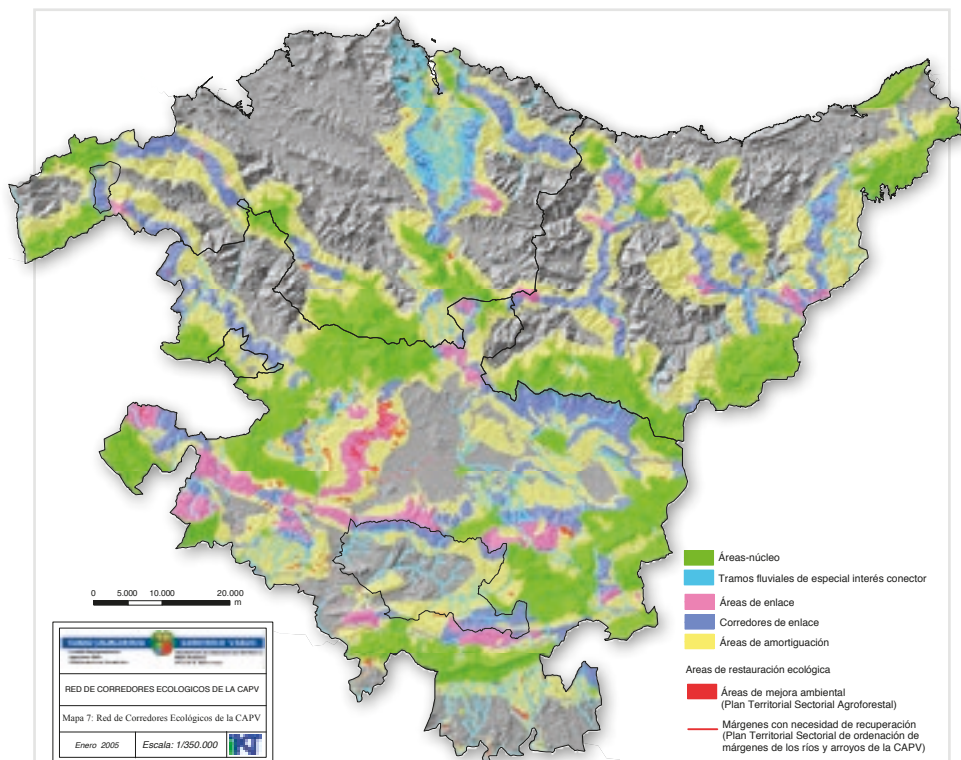 Áreas-núcleo
Tramos fluviales de especial interés conector
Áreas de enlace
Corredores de enlace
Áreas de amortiguación
Areas de restauración ecológica
Áreas de mejora ambiental
(Plan Territorial Sectorial Agroforestal)
Márgenes con necesidad de recuperación
(Plan Territorial Sectorial de ordenación de
márgenes de los ríos y arroyos de la CAPV)
0 5.000 10.000 20.000
m
RED DE CORREDORES ECOLOGICOS DE LA CAPV
Mapa 7: Red de Corredores Ecológicos de la CAPV
Enero 2005 Escala: 1/350.000